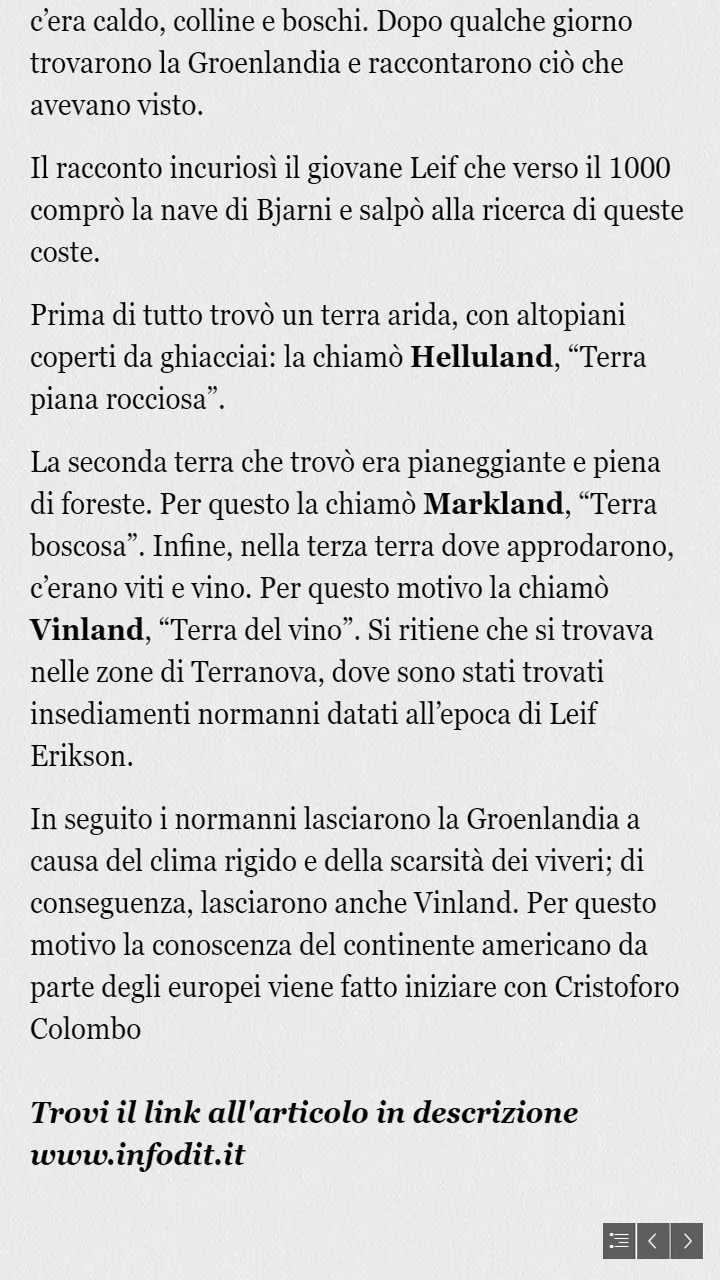 c’era caldo, colline e boschi. Dopo qualche giorno
trovarono la Groenlandia e raccontarono ciò che
avevano visto.
Il racconto incuriosì il giovane Leif che verso il 1000
comprò la nave di Bjarni e salpò alla ricerca di queste
coste.
Prima di tutto trovò un terra arida, con altopiani
coperti da ghiacciai: la chiamò Helluland, “Terra
piana rocciosa”.
La seconda terra che trovò era pianeggiante e piena
di foreste. Per questo la chiamò Markland, “Terra
boscosa”. Infine, nella terza terra dove approdarono,
c’erano viti e vino. Per questo motivo la chiamò
Vinland, “Terra del vino”. Si ritiene che si trovava
nelle zone di Terranova, dove sono stati trovati
insediamenti normanni datati all’epoca di Leif
Erikson.
In seguito i normanni lasciarono la Groenlandia a
causa del clima rigido e della scarsità dei viveri; di
conseguenza, lasciarono anche Vinland. Per questo
motivo la conoscenza del continente americano da
parte degli europei viene fatto iniziare con Cristoforo
Colombo
Trovi il link all'articolo in descrizione
www.infodit.it